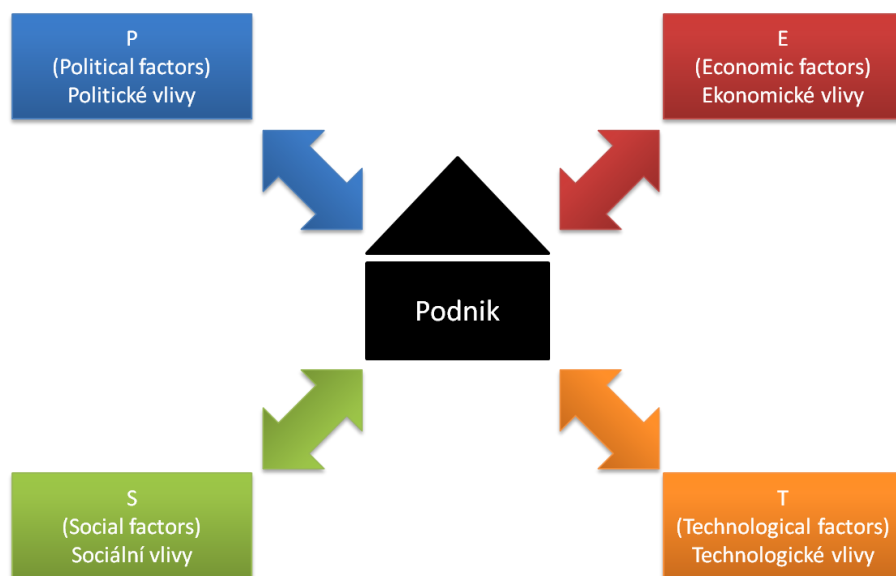 P
(Political factors)
Politické vlivy
E
(Economic factors)
Ekonomické vlivy
Podnik
S
(Social factors)
Sociální vlivy
T
(Technological factors)
Technologické vlivy